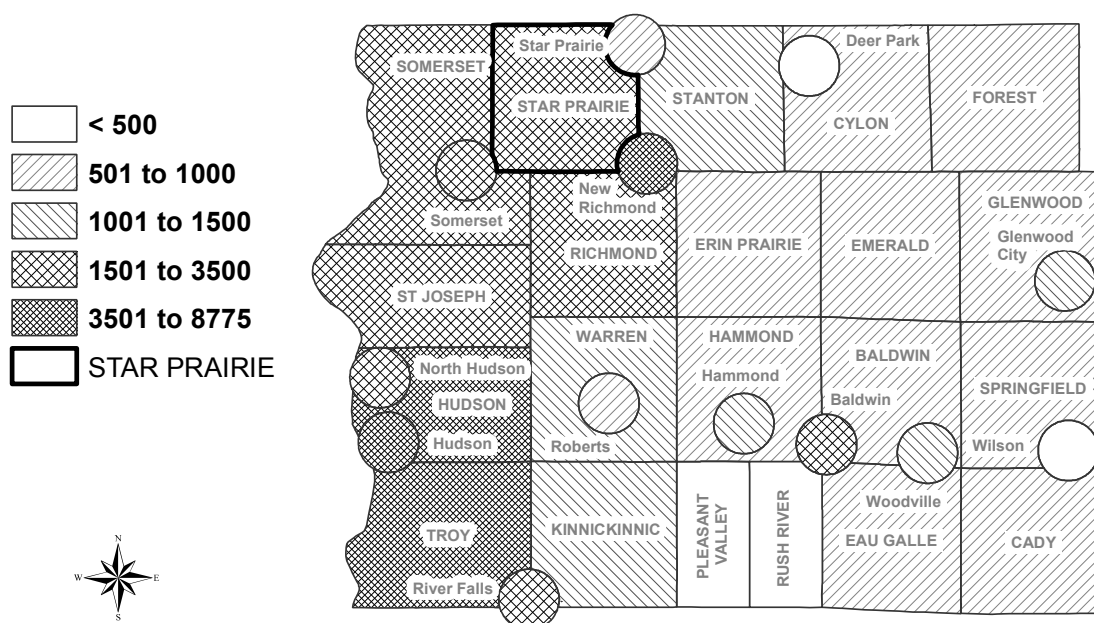 < 500
501 to 1000
1001 to 1500
1501 to 3500
3501 to 8775
STAR PRAIRIE
N
W
E
S
Star Prairie
Deer Park
SOMERSET
STAR PRAIRIE
STANTON
CYLON
FOREST
New
Richmond
Somerset
RICHMOND
ERIN PRAIRIE
EMERALD
GLENWOOD
Glenwood
City
ST JOSEPH
WARREN
HAMMOND
BALDWIN
North Hudson
Hammond
Baldwin
SPRINGFIELD
HUDSON
Hudson
Roberts
Wilson
Woodville
TROY
KINNICKINNIC
PLEASANT
VALLEY
RUSH RIVER
EAU GALLE
CADY
River Falls